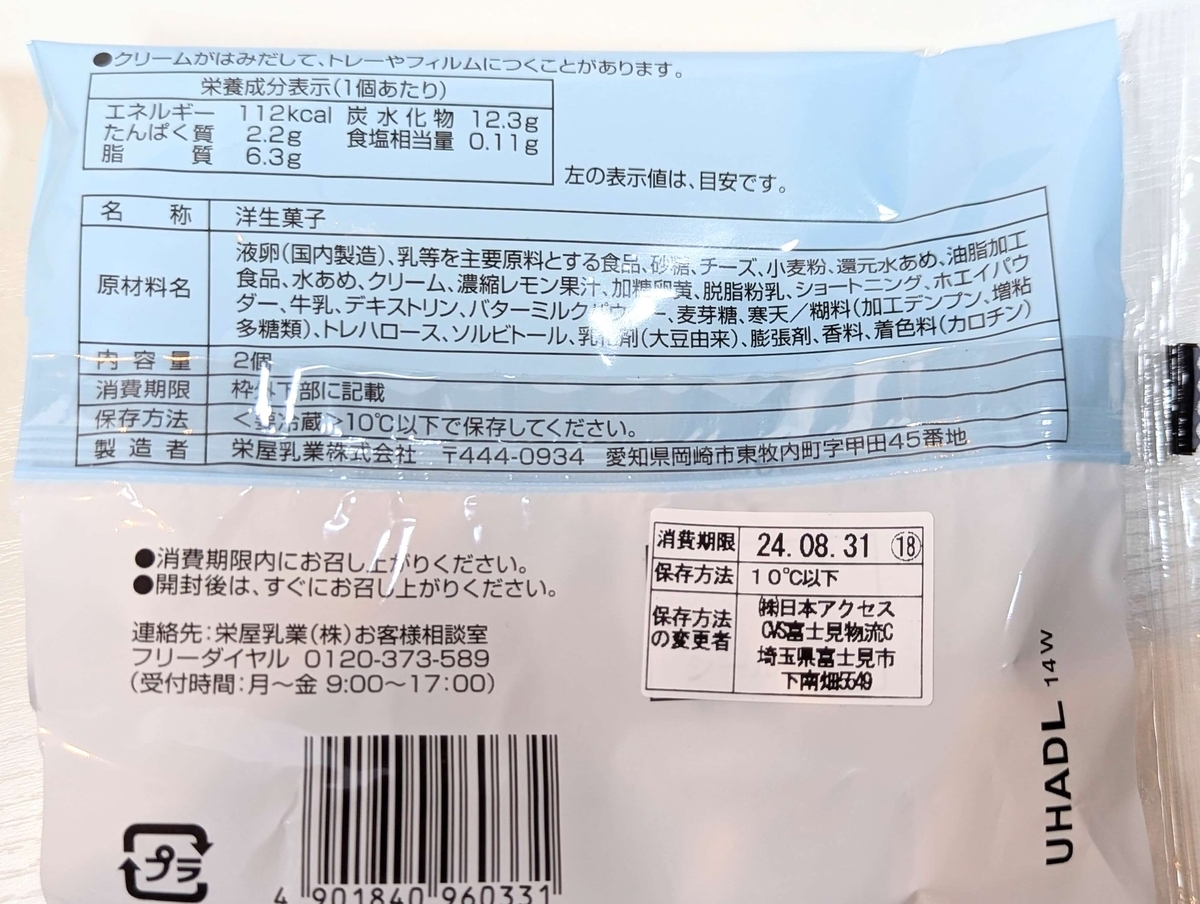 ●クリームがはみだして、トレーやフィルムにつくことがあります。
栄養成分表示(1個あたり)
エネルギー 112kcal 炭水化物 12.3g
たんぱく質 2.2g 食塩相当量 0.11g
脂質 6.3g
左の表示値は、目安です。
名称 洋生菓子
原材料名 液卵(国内製造)、乳等を主要原料とする食品、砂糖、チーズ、小麦粉、還元水あめ、油脂加工
食品、水あめ、クリーム、濃縮レモン果汁、加糖卵黄、脱脂粉乳、ショートニング、ホエイパウ
ダー、牛乳、デキストリン、バターミルクパウダー、麦芽糖、寒天/糊料(加工デンプン、増粘
多糖類)、トレハロース、ソルビトール、乳化剤(大豆由来)、膨張剤、香料、着色料(カロチン)
内容量 2個
消費期限 枠外下部に記載
保存方法 <要冷蔵>10℃以下で保存してください。
製造者 栄屋乳業株式会社 〒444-0934 愛知県岡崎市東牧内町字甲田45番地
●消費期限内にお召し上がりください。
●開封後は、すぐにお召し上がりください。
連絡先:栄屋乳業(株)お客様相談室
フリーダイヤル 0120-373-589
(受付時間:月〜金 9:00〜17:00)
消費期限 24.08.31 ⑱
保存方法 10℃以下
保存方法の変更者 ㈱日本アクセス
CVS富士見物流C
埼玉県富士見市
下南畑5549
UHADL 14W
プラ
4 901840 960331